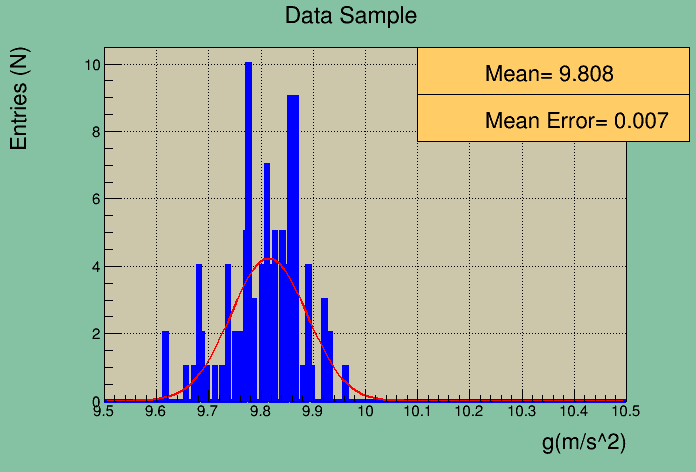 Data Sample
Entries (N)
Mean= 9.808
Mean Error= 0.007
10
8
6
4
2
0
9.5 9.6 9.7 9.8 9.9 10 10.1 10.2 10.3 10.4 10.5
g(m/s^2)